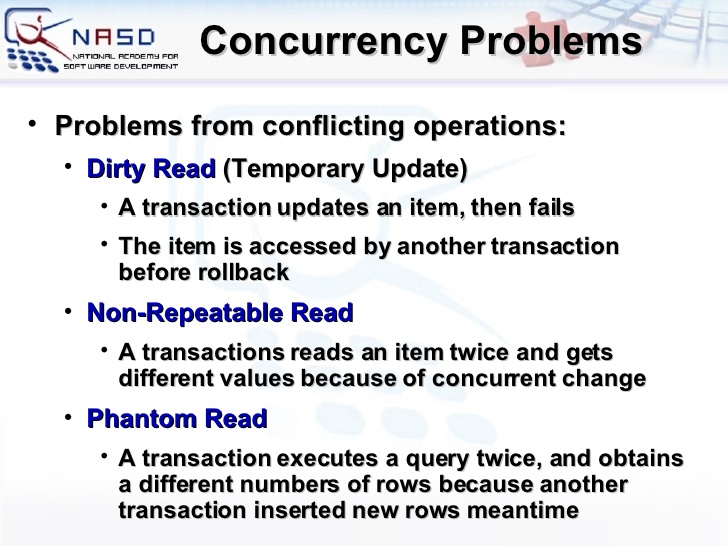 NASD
NATIONAL ACADEMY FOR
SOFTWARE DEVELOPMENT
Concurrency Problems
• Problems from conflicting operations:
• Dirty Read (Temporary Update)
• A transaction updates an item, then fails
• The item is accessed by another transaction
before rollback
• Non-Repeatable Read
• A transactions reads an item twice and gets
different values because of concurrent change
• Phantom Read
• A transaction executes a query twice, and obtains
a different numbers of rows because another
transaction inserted new rows meantime